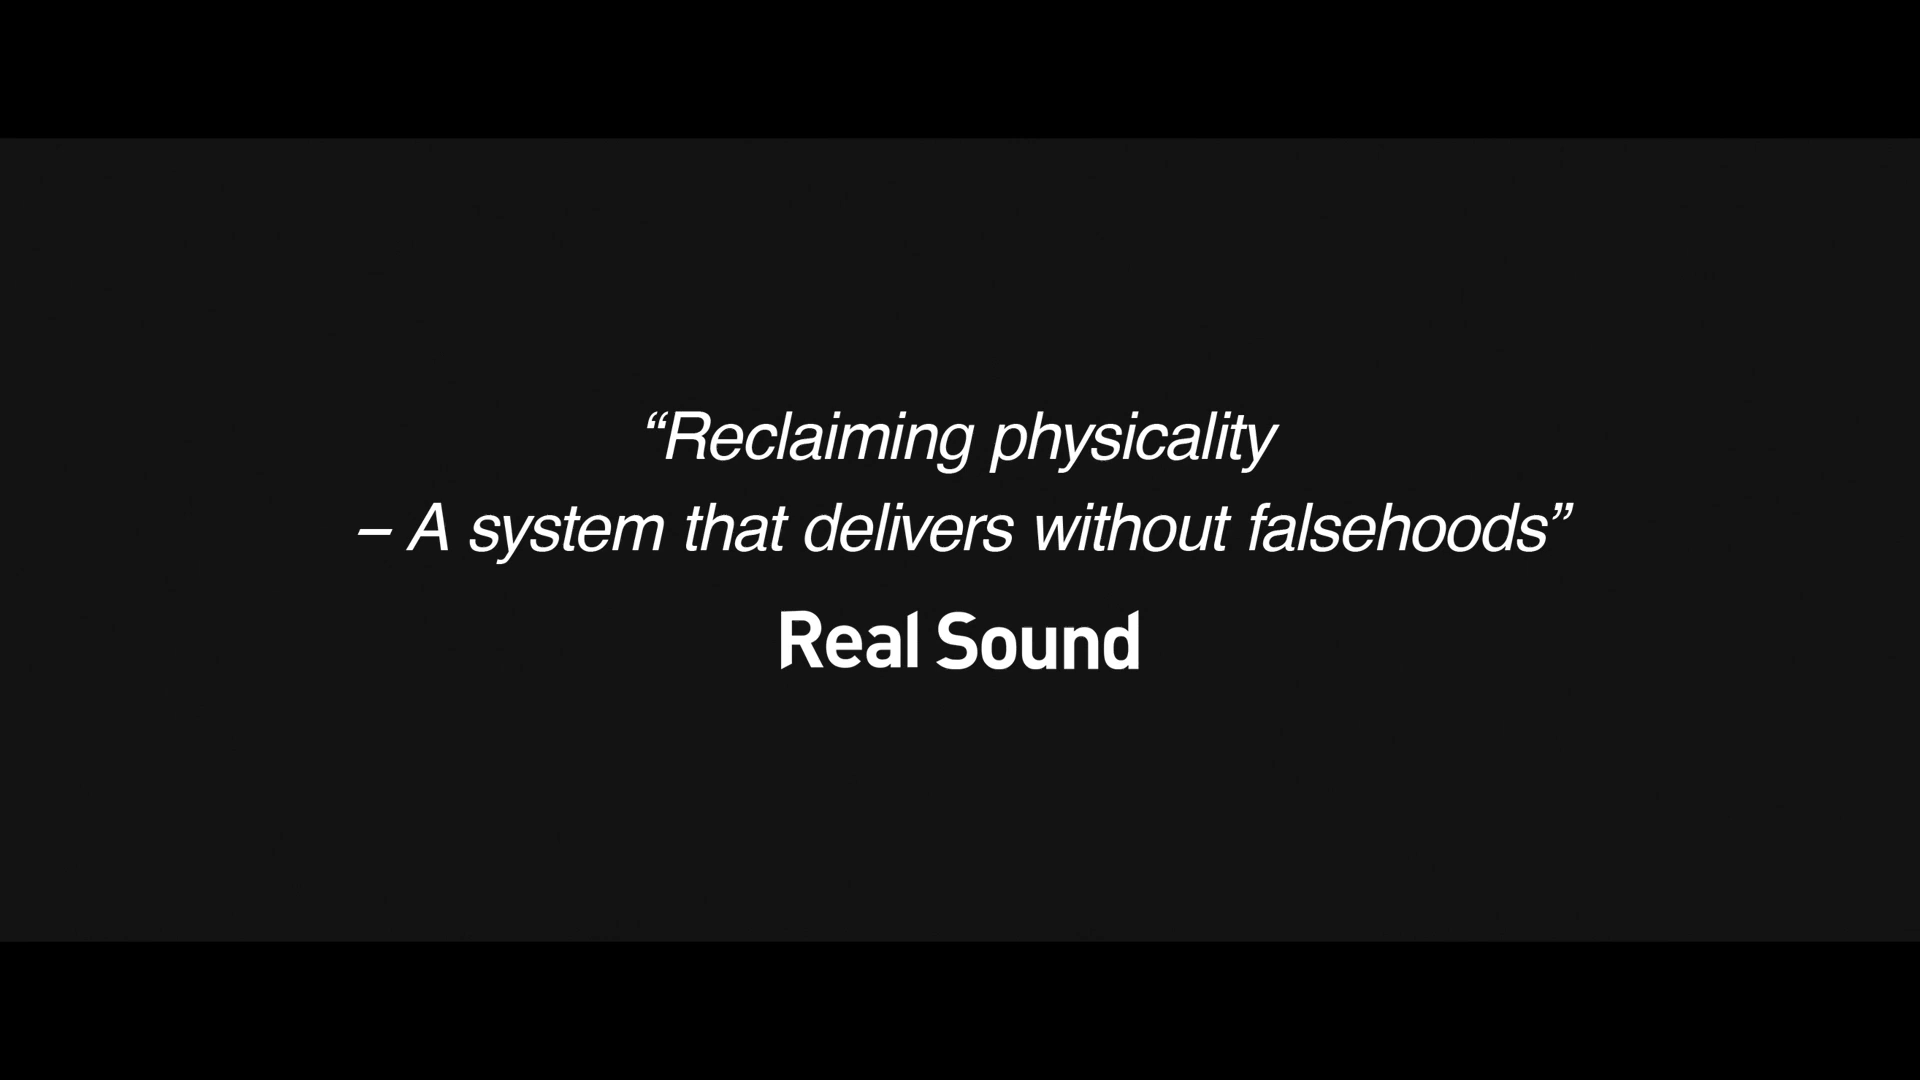 “Reclaiming physicality
– A system that delivers without falsehoods”
Real Sound